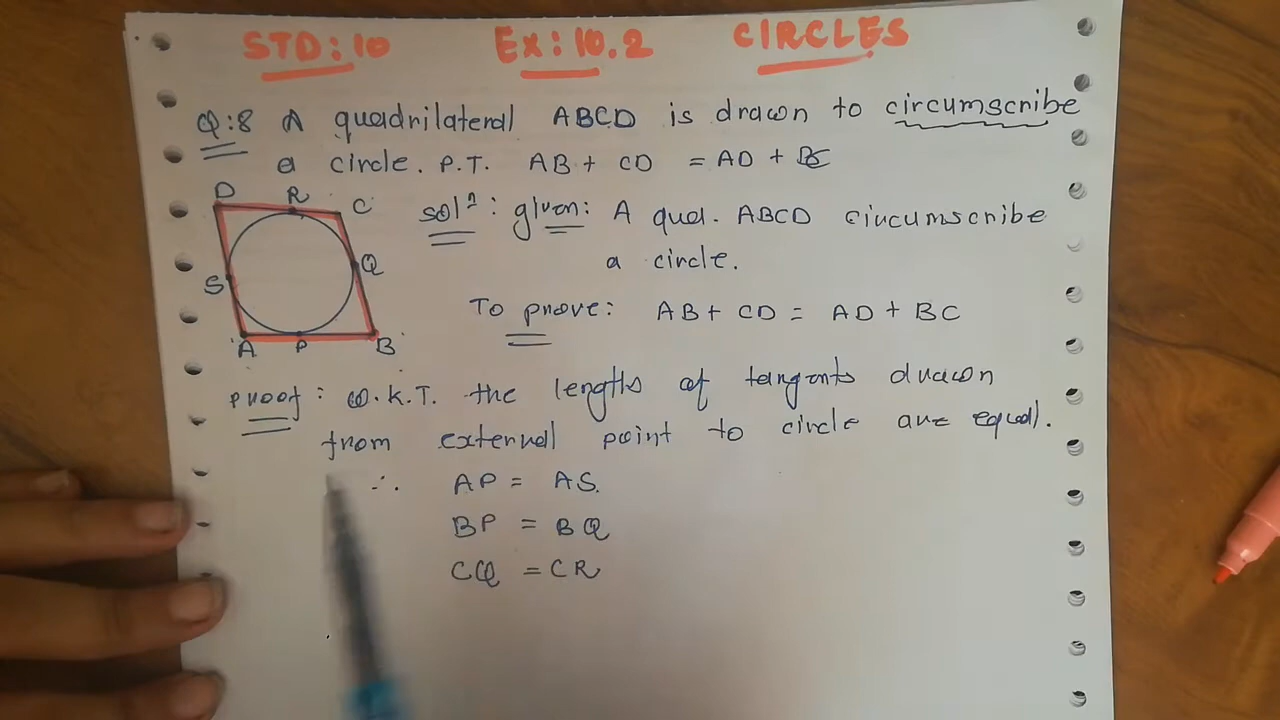 STD: 10 Ex: 10.2 CIRCLES
Q:8 A quadrilateral ABCD is drawn to circumscribe
a circle. P.T. AB + CD = AD + BC
D R C
S Q
A P B
solⁿ: given: A quad. ABCD circumscribe
a circle.
To prove: AB + CD = AD + BC
proof: W.K.T. the lengths of tangents drawn
from external point to circle are equal.
∴ AP = AS.
BP = BQ
CQ = CR